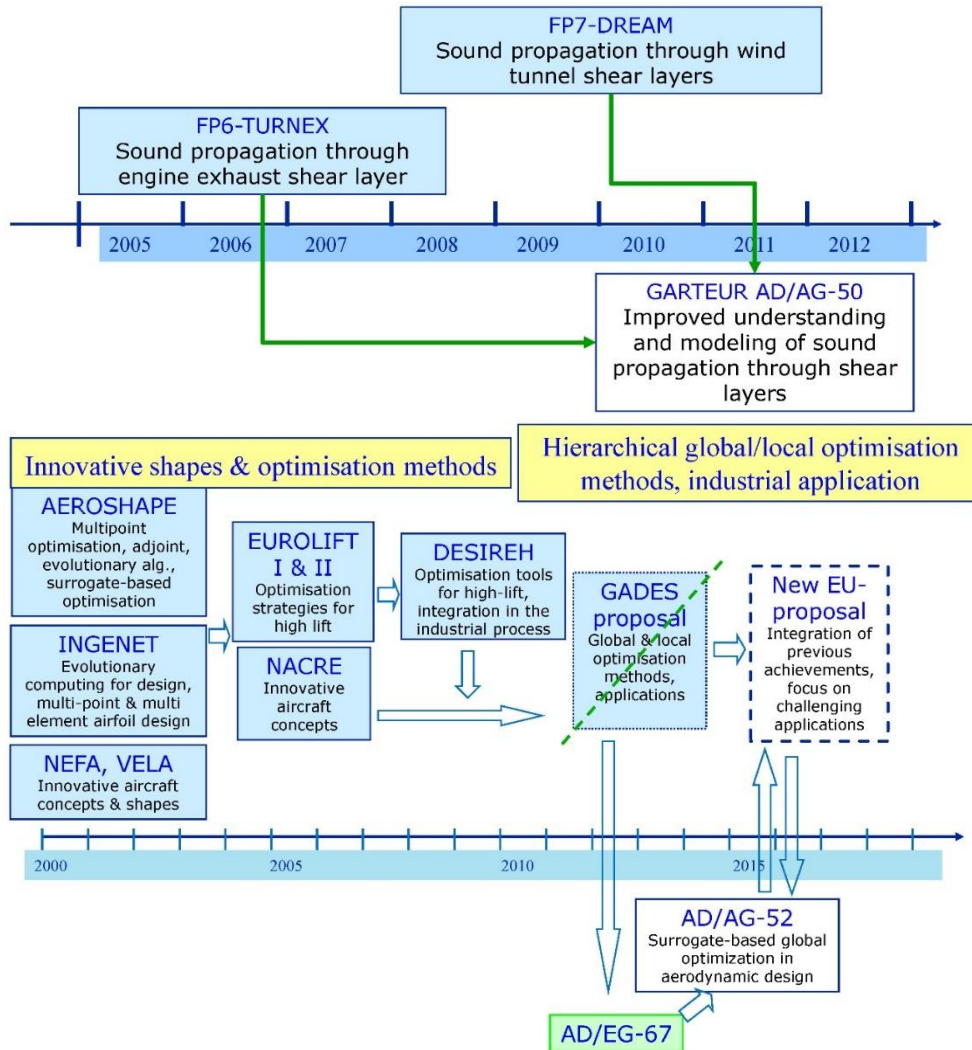 FP7-DREAM
Sound propagation through wind
tunnel shear layers
FP6-TURNEX
Sound propagation through
engine exhaust shear layer
2005 2006 2007 2008 2009 2010 2011 2012
GARTEUR AD/AG-50
Improved understanding
and modeling of sound
propagation through shear
layers
Innovative shapes & optimisation methods
Hierarchical global/local optimisation
methods, industrial application
AEROSHAPE
Multipoint
optimisation, adjoint,
evolutionary alg.,
surrogate-based
optimisation
INGENET
Evolutionary
computing for design,
multi-point & multi
element airfoil design
NEFA, VELA
Innovative aircraft
concepts & shapes
EUROLIFT
I & II
Optimisation
strategies for
high lift
NACRE
Innovative
aircraft
concepts
DESIREH
Optimisation tools
for high-lift,
integration in the
industrial process
GADES
proposal
Global & local
optimisation
methods,
applications
New EU-
proposal
Integration of
previous
achievements,
focus on
challenging
applications
2000 2005 2010 2015
AD/AG-52
Surrogate-based global
optimization in
aerodynamic design
AD/EG-67